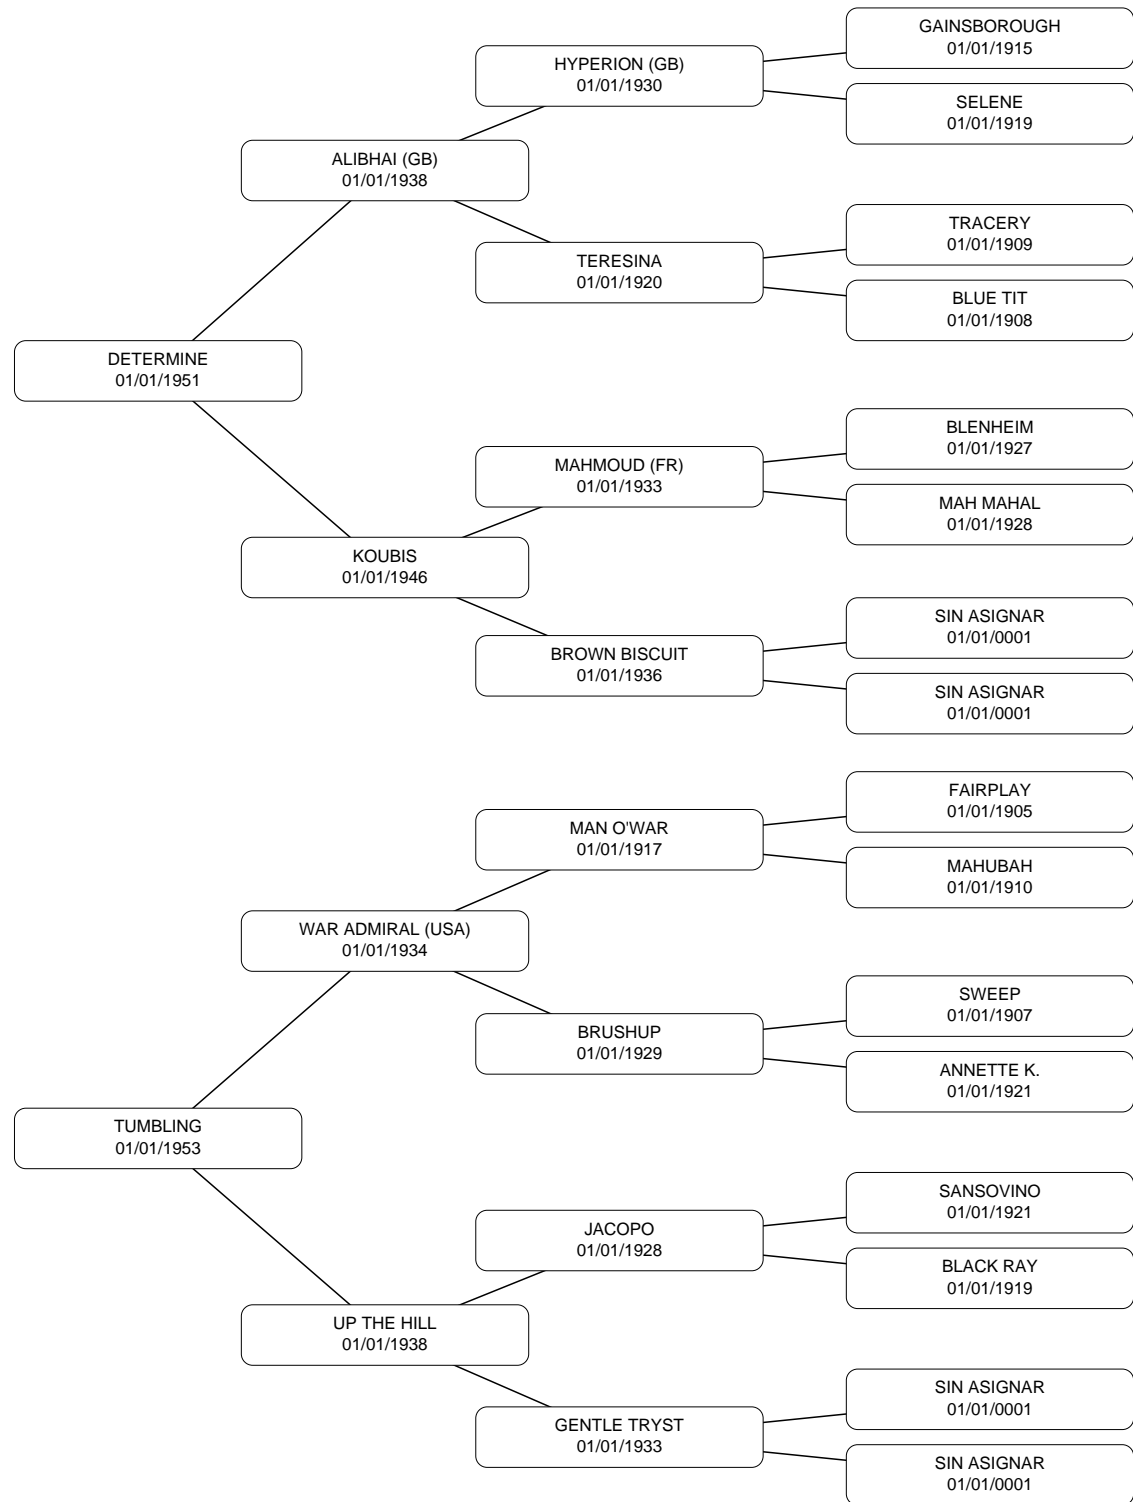 GAINSBOROUGH
01/01/1915
HYPERION (GB)
01/01/1930
SELENE
01/01/1919
ALIBHAI (GB)
01/01/1938
TRACERY
01/01/1909
TERESINA
01/01/1920
BLUE TIT
01/01/1908
DETERMINE
01/01/1951
BLENHEIM
01/01/1927
MAHMOUD (FR)
01/01/1933
MAH MAHAL
01/01/1928
KOUBIS
01/01/1946
SIN ASIGNAR
01/01/0001
BROWN BISCUIT
01/01/1936
SIN ASIGNAR
01/01/0001
FAIRPLAY
01/01/1905
MAN O'WAR
01/01/1917
MAHUBAH
01/01/1910
WAR ADMIRAL (USA)
01/01/1934
SWEEP
01/01/1907
BRUSHUP
01/01/1929
ANNETTE K.
01/01/1921
TUMBLING
01/01/1953
SANSOVINO
01/01/1921
JACOPO
01/01/1928
BLACK RAY
01/01/1919
UP THE HILL
01/01/1938
SIN ASIGNAR
01/01/0001
GENTLE TRYST
01/01/1933
SIN ASIGNAR
01/01/0001